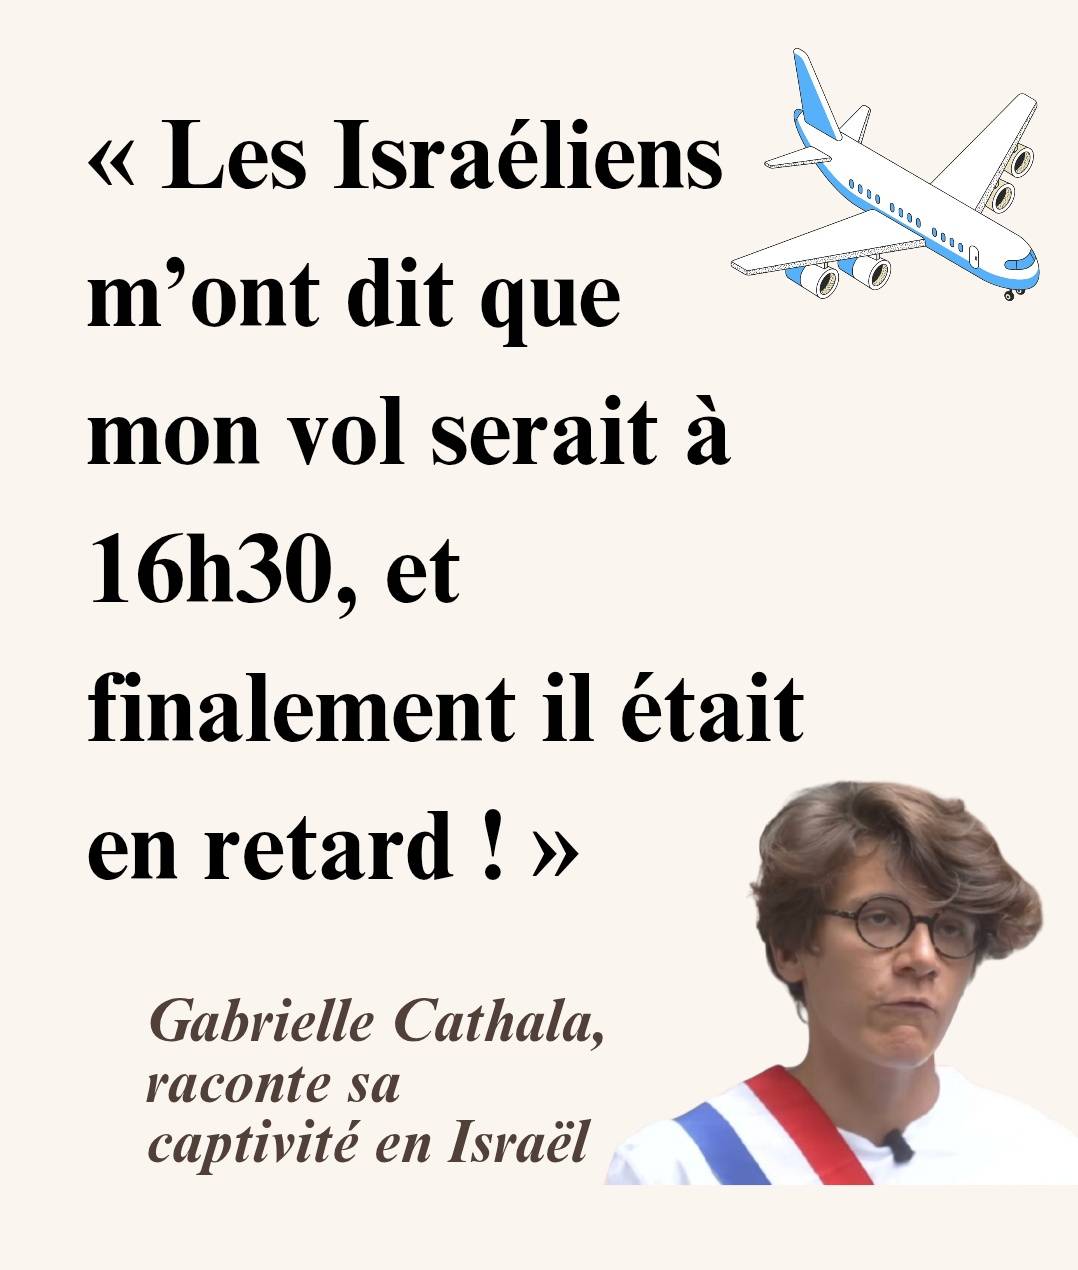 « Les Israéliens
m’ont dit que
mon vol serait à
16h30, et
finalement il était
en retard ! »
Gabrielle Cathala,
raconte sa
captivité en Israël